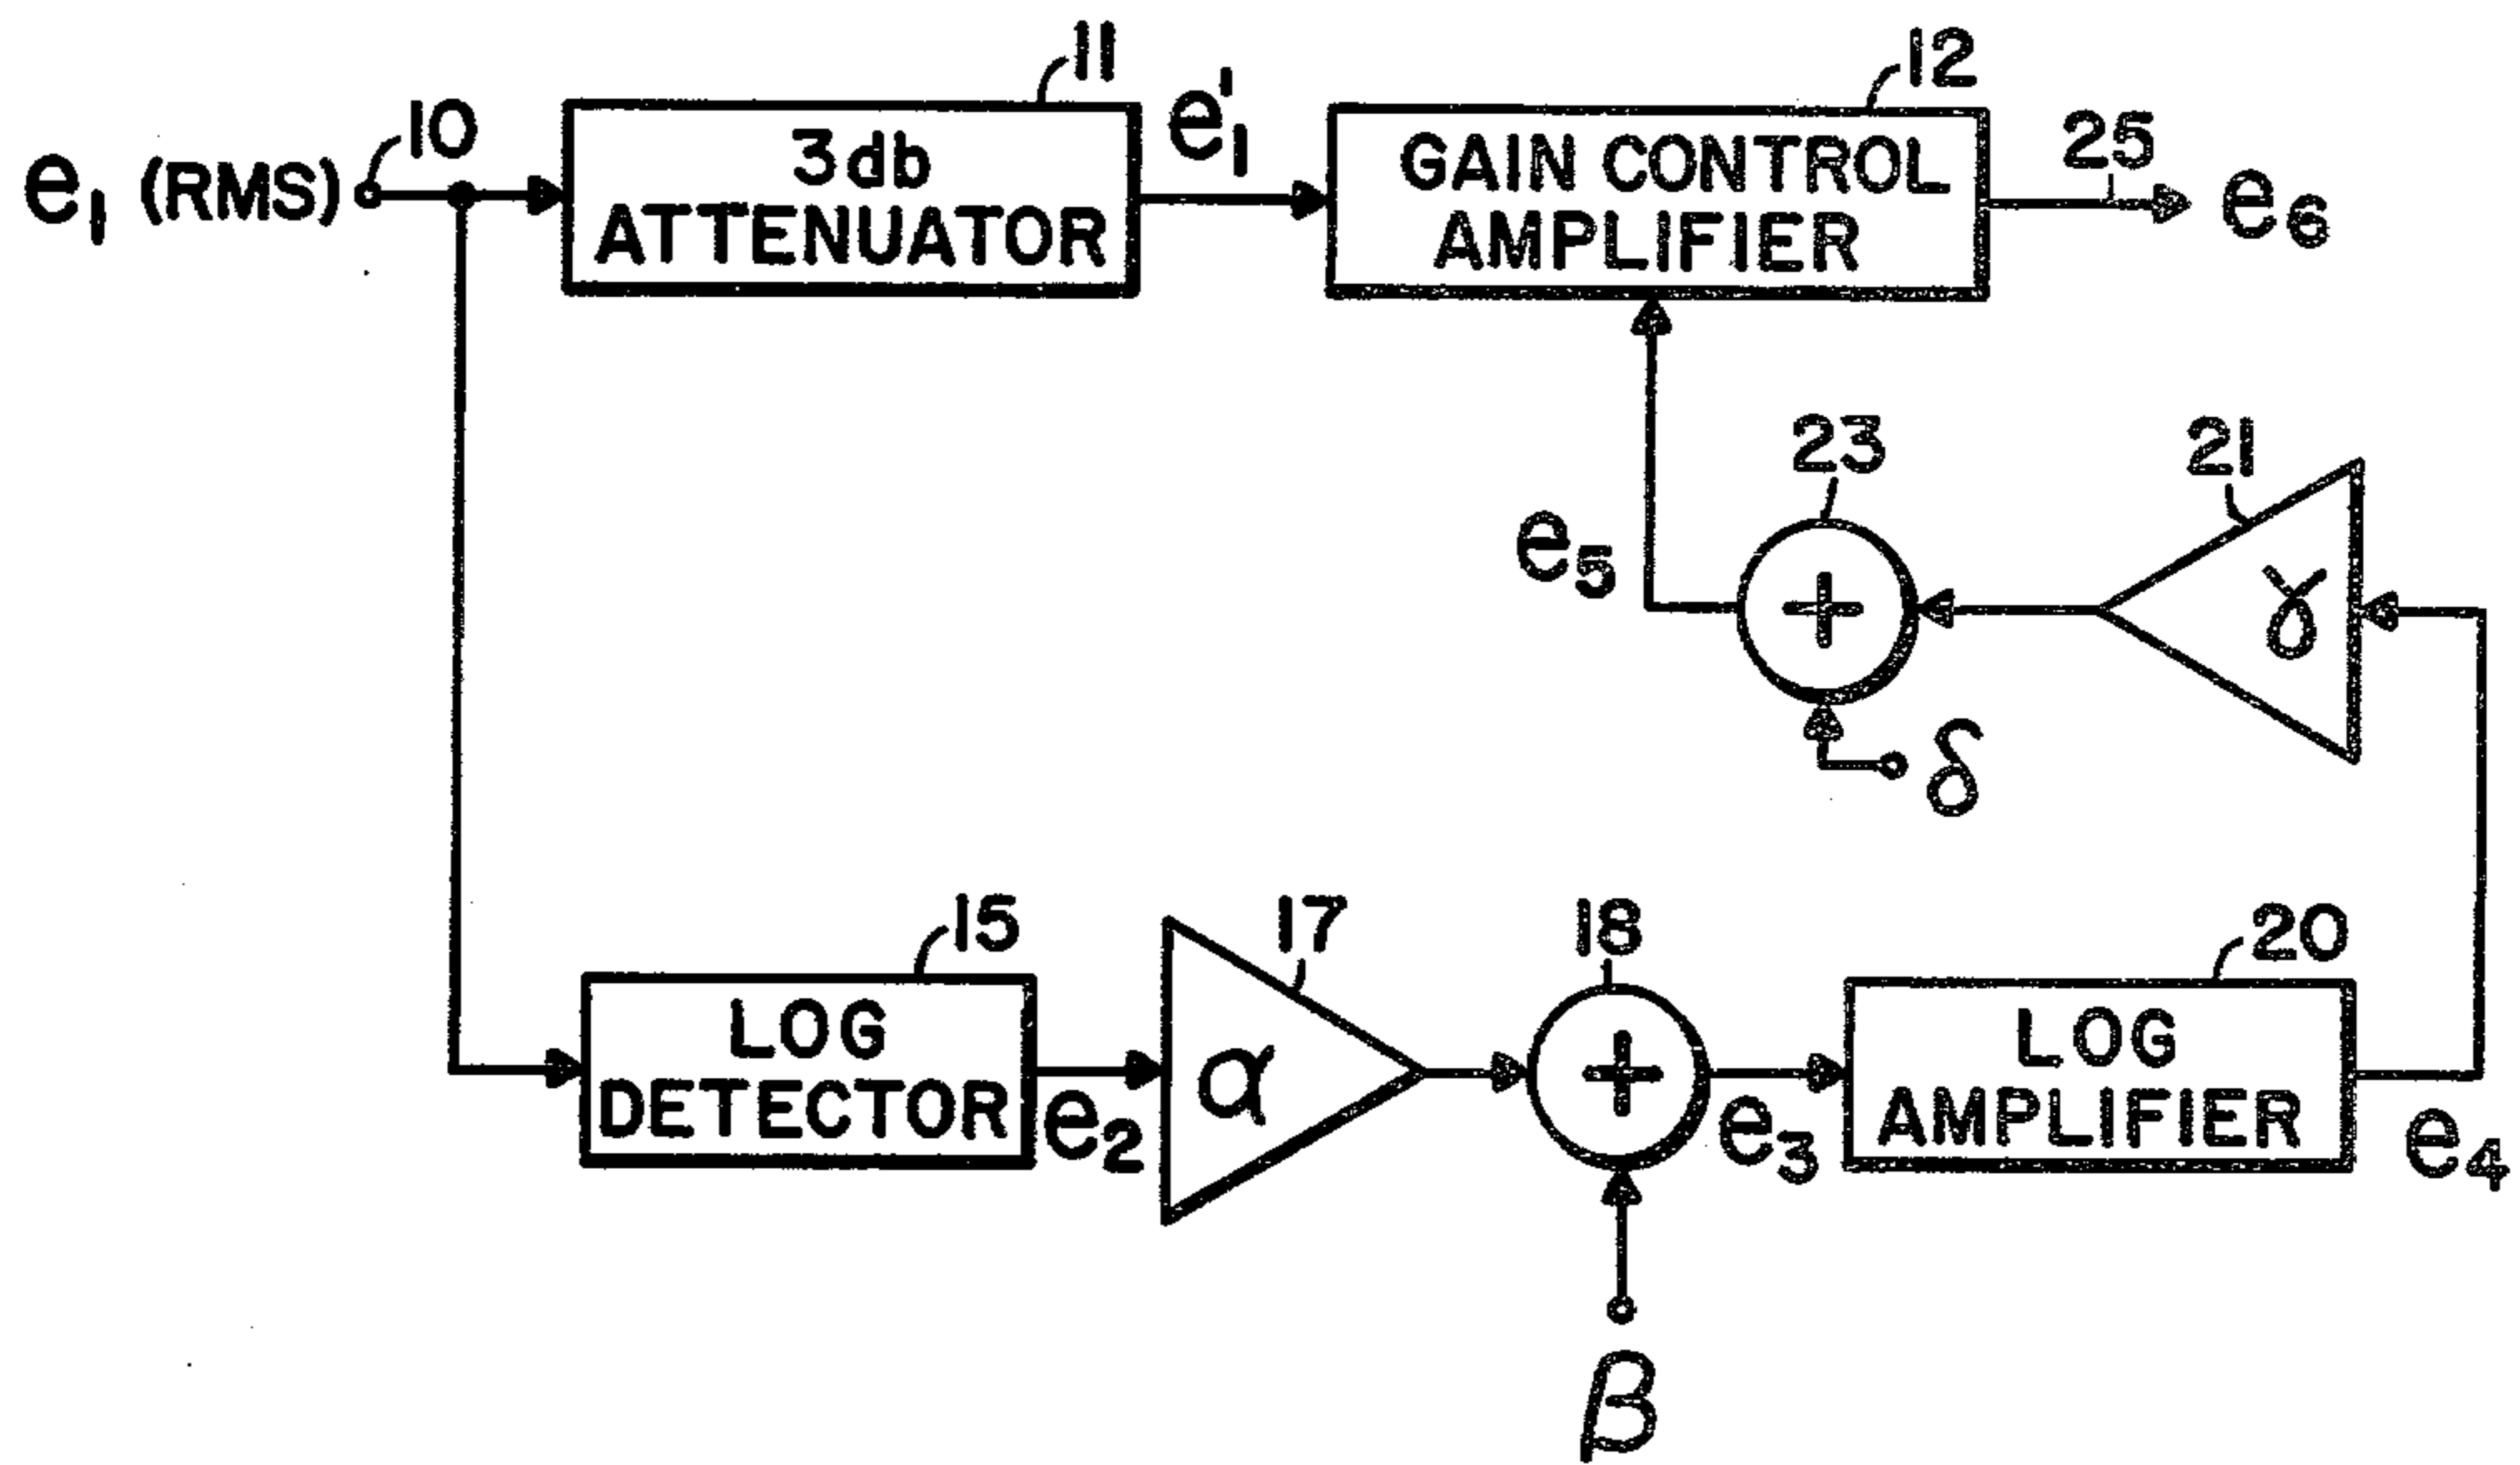 11
12
10
3db
ATTENUATOR
e₁'
GAIN CONTROL
AMPLIFIER
25
e₁ (RMS)
e₆
23
21
e₅
+
γ
δ
15
17
18
20
LOG
DETECTOR
e₂
α
+
e₃
LOG
AMPLIFIER
e₄
β